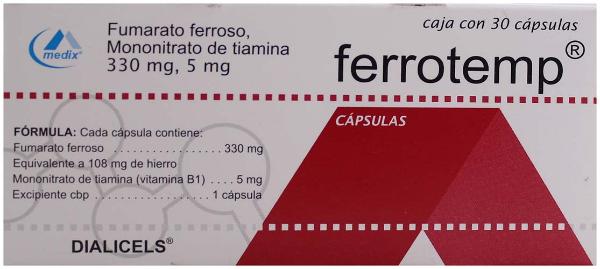 medix®
Fumarato ferroso,
Mononitrato de tiamina
330 mg, 5 mg
caja con 30 cápsulas
ferrotemp®
CÁPSULAS
FÓRMULA: Cada cápsula contiene:
Fumarato ferroso . . . . . . . . . . . . . . . . . 330 mg
Equivalente a 108 mg de hierro
Mononitrato de tiamina (vitamina B1) . . . . 5 mg
Excipiente cbp . . . . . . . . . . . . . . . . . 1 cápsula
DIALICELS®